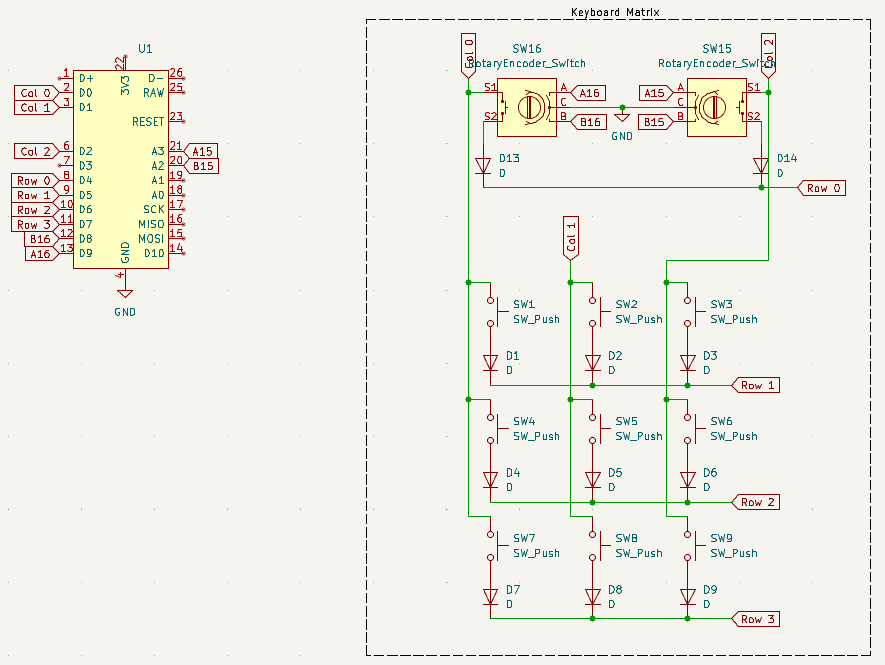 Keyboard Matrix
U1
22
3V3
1 D+
D- 26
Col 0 2 D0
RAW 25
Col 1 3 D1
RESET 23
Col 2 6 D2
A3 21 A15
7 D3
A2 20 B15
Row 0 8 D4
A1 19
Row 1 9 D5
A0 18
Row 2 10 D6
SCK 17
Row 3 11 D7
MISO 16
B16 12 D8
MOSI 15
A16 13 D9
D10 14
GND
4
GND
Col 0
SW16
RotaryEncoder_Switch
S1
S2
A
C
B
A16
B16
GND
Col 2
SW15
RotaryEncoder_Switch
A15
B15
A
C
B
S1
S2
D13
D
D14
D
Row 0
Col 1
SW1
SW_Push
SW2
SW_Push
SW3
SW_Push
D1
D
D2
D
D3
D
Row 1
SW4
SW_Push
SW5
SW_Push
SW6
SW_Push
D4
D
D5
D
D6
D
Row 2
SW7
SW_Push
SW8
SW_Push
SW9
SW_Push
D7
D
D8
D
D9
D
Row 3